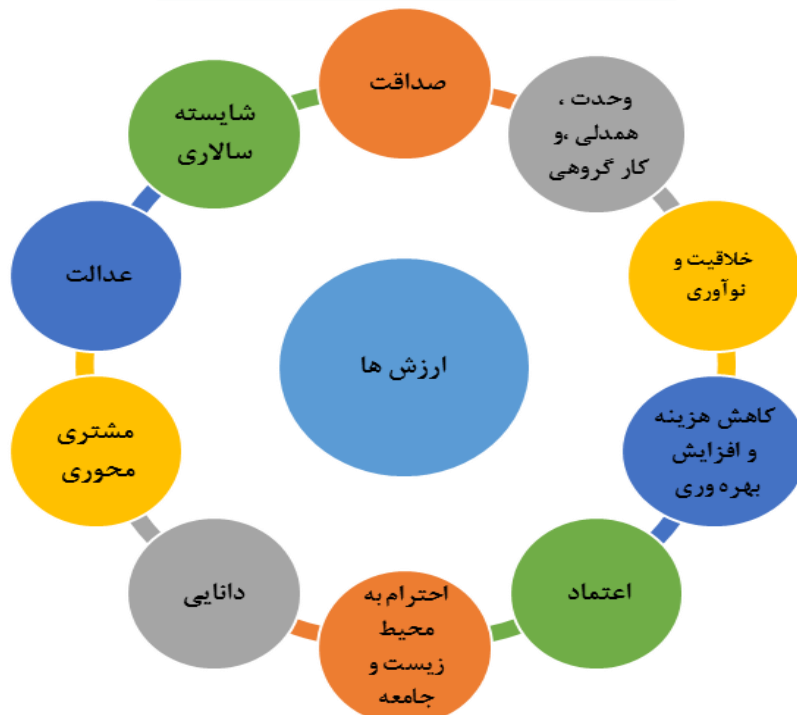 صداقت
وحدت ،
همدلی ،و
کار گروهی
خلاقیت و
نوآوری
کاهش هزینه
و افزایش
بهره وری
اعتماد
احترام به
محیط
زیست و
جامعه
دانایی
مشتری
محوری
عدالت
شایسته
سالاری
ارزش ها